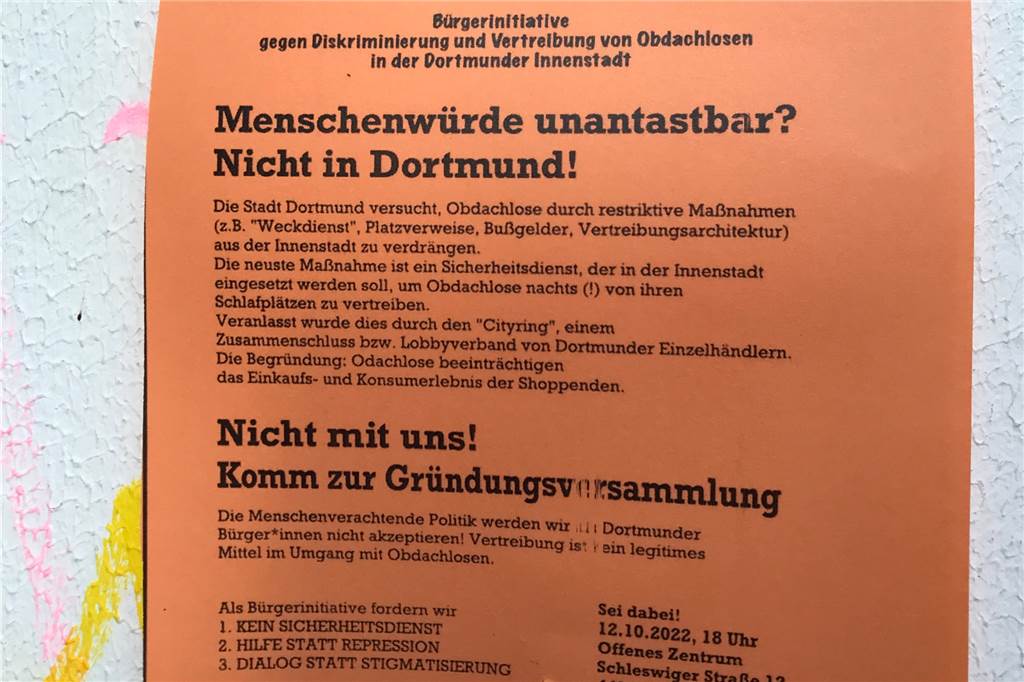 Bürgerinitiative
gegen Diskriminierung und Vertreibung von Obdachlosen
in der Dortmunder Innenstadt
Menschenwürde unantastbar?
Nicht in Dortmund!
Die Stadt Dortmund versucht, Obdachlose durch restriktive Maßnahmen
(z.B. "Weckdienst", Platzverweise, Bußgelder, Vertreibungsarchitektur)
aus der Innenstadt zu verdrängen.
Die neuste Maßnahme ist ein Sicherheitsdienst, der in der Innenstadt
eingesetzt werden soll, um Obdachlose nachts (!) von ihren
Schlafplätzen zu vertreiben.
Veranlasst wurde dies durch den "Cityring", einem
Zusammenschluss bzw. Lobbyverband von Dortmunder Einzelhändlern.
Die Begründung: Odachlose beeinträchtigen
das Einkaufs- und Konsumerlebnis der Shoppenden.
Nicht mit uns!
Komm zur Gründungsversammlung
Die Menschenverachtende Politik werden wir Dortmunder
Bürger*innen nicht akzeptieren! Vertreibung ist kein legitimes
Mittel im Umgang mit Obdachlosen.
Als Bürgerinitiative fordern wir
1. KEIN SICHERHEITSDIENST
2. HILFE STATT REPRESSION
3. DIALOG STATT STIGMATISIERUNG
Sei dabei!
12.10.2022, 18 Uhr
Offenes Zentrum
Schleswiger Straße